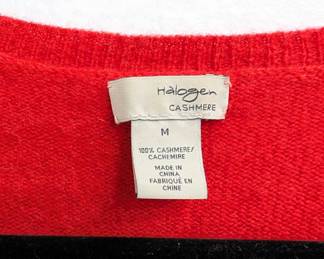 Halogen
CASHMERE
M
100% CASHMERE/
CACHEMIRE
MADE IN
CHINA
FABRIQUÉ EN
CHINE